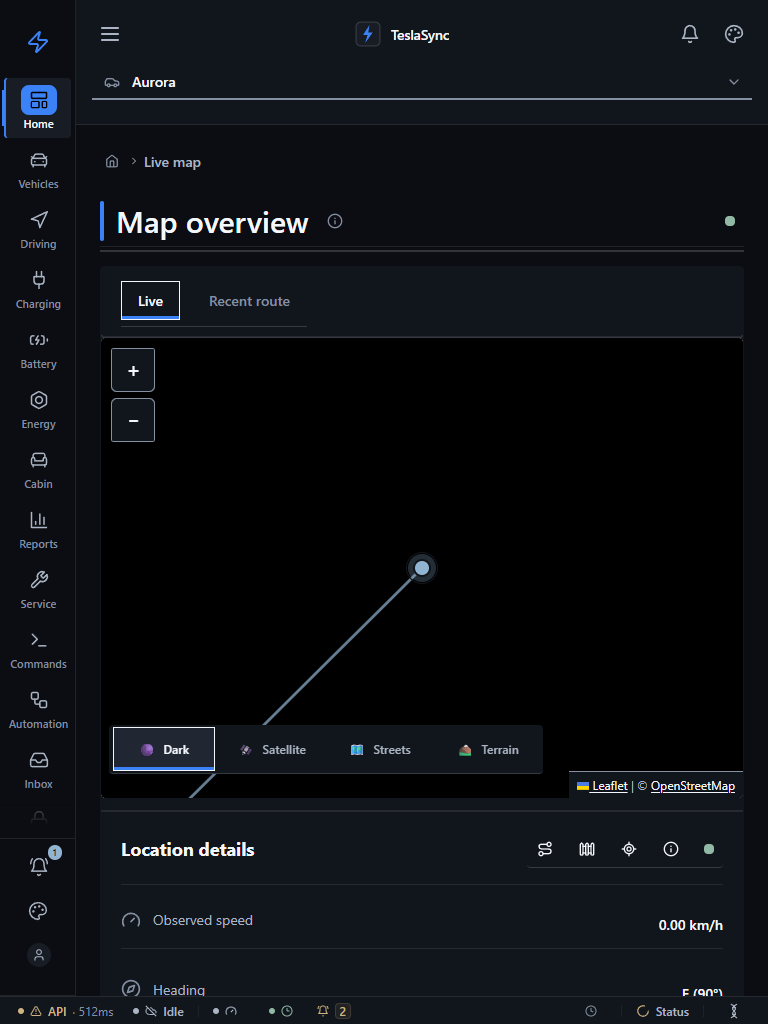 TeslaSync
Aurora
Home
Vehicles
Driving
Charging
Battery
Energy
Cabin
Reports
Service
Commands
Automation
Inbox
1
Live map
Map overview
Live
Recent route
+
−
Dark
Satellite
Streets
Terrain
Leaflet | © OpenStreetMap
Location details
Observed speed
0.00 km/h
Heading
E (90°)
API · 512ms
Idle
2
Status